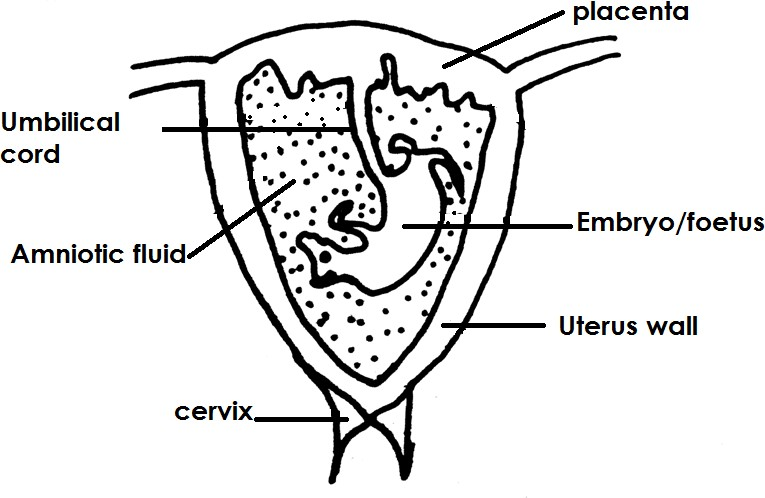 placenta
Umbilical
cord
Embryo/foetus
Amniotic fluid
Uterus wall
cervix